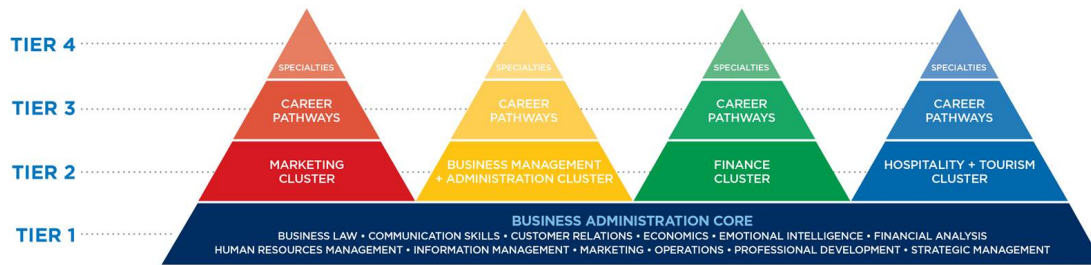 TIER 4
SPECIALTIES SPECIALTIES SPECIALTIES SPECIALTIES
TIER 3
CAREER PATHWAYS
CAREER PATHWAYS
CAREER PATHWAYS
CAREER PATHWAYS
TIER 2
MARKETING
CLUSTER
BUSINESS MANAGEMENT
+ ADMINISTRATION CLUSTER
FINANCE
CLUSTER
HOSPITALITY + TOURISM
CLUSTER
TIER 1
BUSINESS ADMINISTRATION CORE
BUSINESS LAW • COMMUNICATION SKILLS • CUSTOMER RELATIONS • ECONOMICS • EMOTIONAL INTELLIGENCE • FINANCIAL ANALYSIS
HUMAN RESOURCES MANAGEMENT • INFORMATION MANAGEMENT • MARKETING • OPERATIONS • PROFESSIONAL DEVELOPMENT • STRATEGIC MANAGEMENT